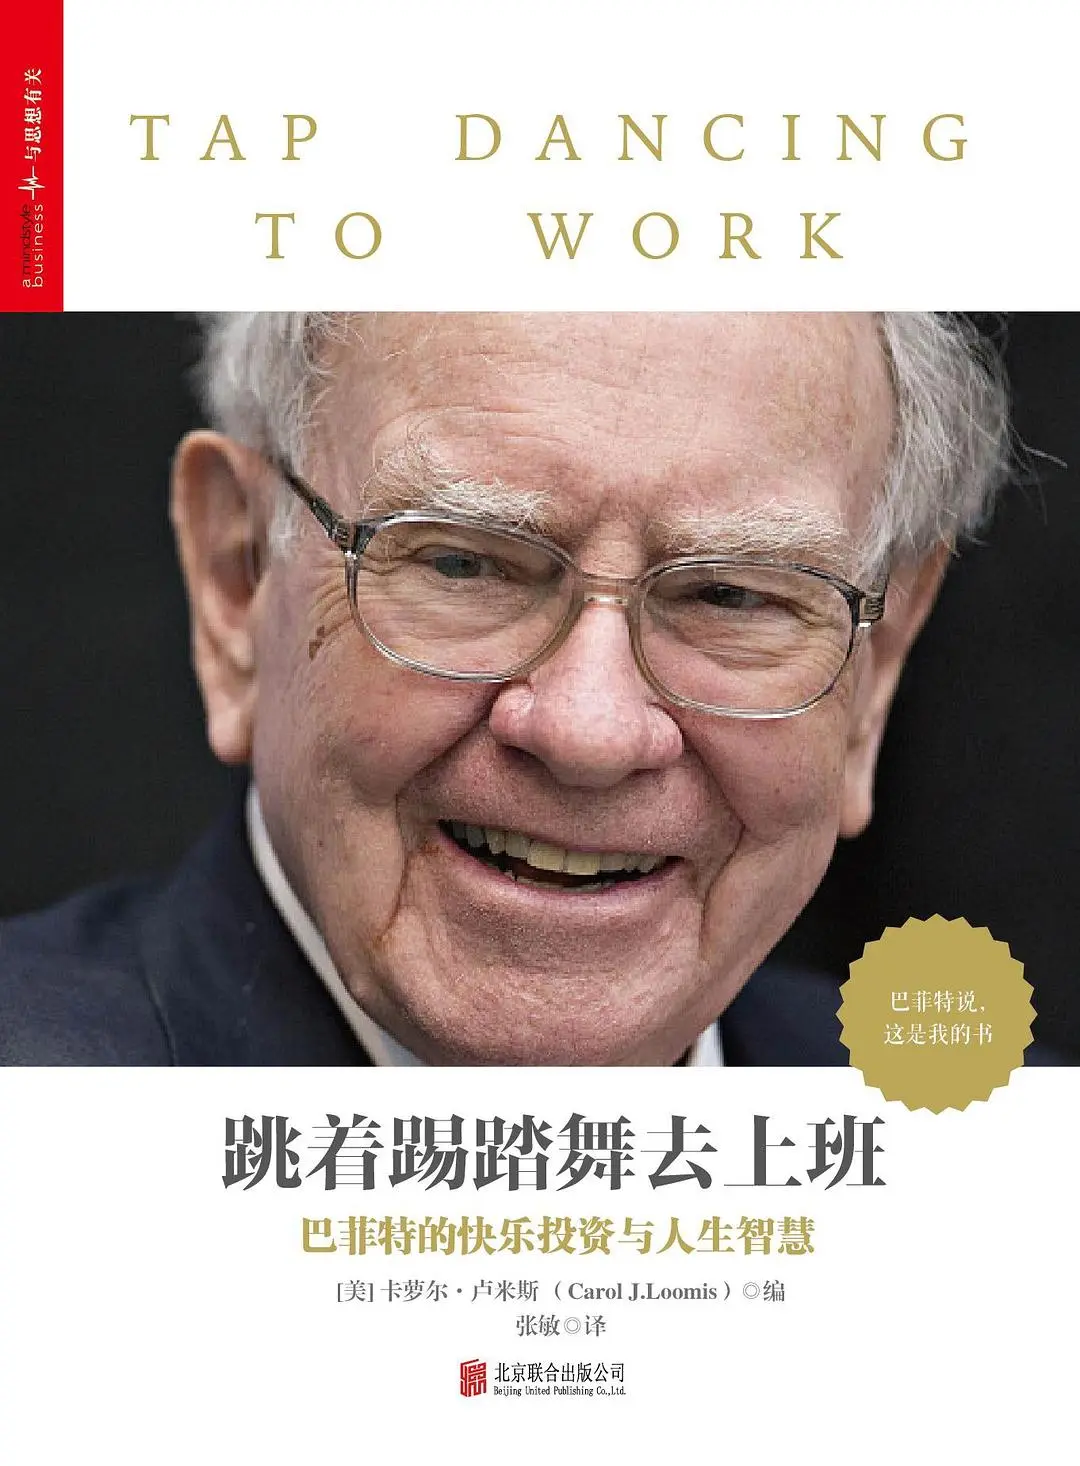 a mindstyle business 与思想有关
TAP DANCING
TO WORK
巴菲特说，
这是我的书
跳着踢踏舞去上班
巴菲特的快乐投资与人生智慧
[美] 卡萝尔·卢米斯（Carol J.Loomis）◎编
张敏◎译
北京联合出版公司
Beijing United Publishing Co.,Ltd.